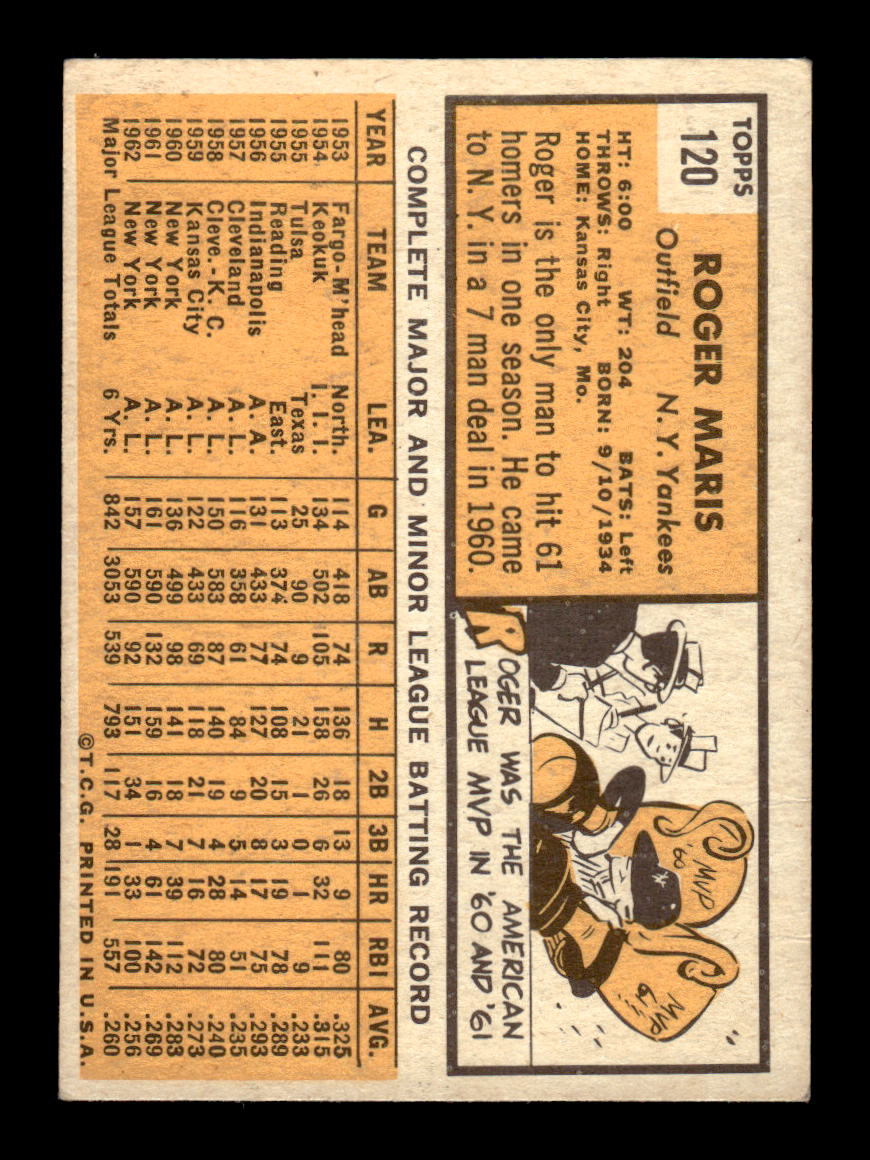 TOPPS
120
ROGER MARIS
Outfield N.Y. Yankees
HT: 6:00 WT: 204 BATS: Left
THROWS: Right BORN: 9/10/1934
HOME: Kansas City, Mo.
Roger is the only man to hit 61
homers in one season. He came
to N. Y. in a 7 man deal in 1960.
MVP
'60
MVP
'61
ROGER WAS THE AMERICAN
LEAGUE MVP IN '60 AND '61
COMPLETE MAJOR AND MINOR LEAGUE BATTING RECORD
YEAR TEAM LEA. G AB R H 2B 3B HR RBI AVG.
1953 Fargo-M'head North. 114 418 74 136 18 13 9 80 .325
1954 Keokuk I. I. I. 134 502 105 158 26 6 32 111 .315
1955 Tulsa Texas 25 90 9 21 1 0 1 9 .233
1955 Reading East. 113 374 74 108 15 3 19 78 .289
1956 Indianapolis A. A. 131 433 77 127 20 8 17 75 .293
1957 Cleveland A. L. 116 358 61 84 9 5 14 51 .235
1958 Cleve.-K. C. A. L. 150 583 87 140 19 4 28 80 .240
1959 Kansas City A. L. 122 433 69 118 21 7 16 72 .273
1960 New York A. L. 136 499 98 141 18 7 39 112 .283
1961 New York A. L. 161 590 132 159 16 4 61 142 .269
1962 New York A. L. 157 590 92 151 34 1 33 100 .256
Major League Totals 6 Yrs. 842 3053 539 793 117 28 191 557 .260
©T.C.G. PRINTED IN U.S.A.